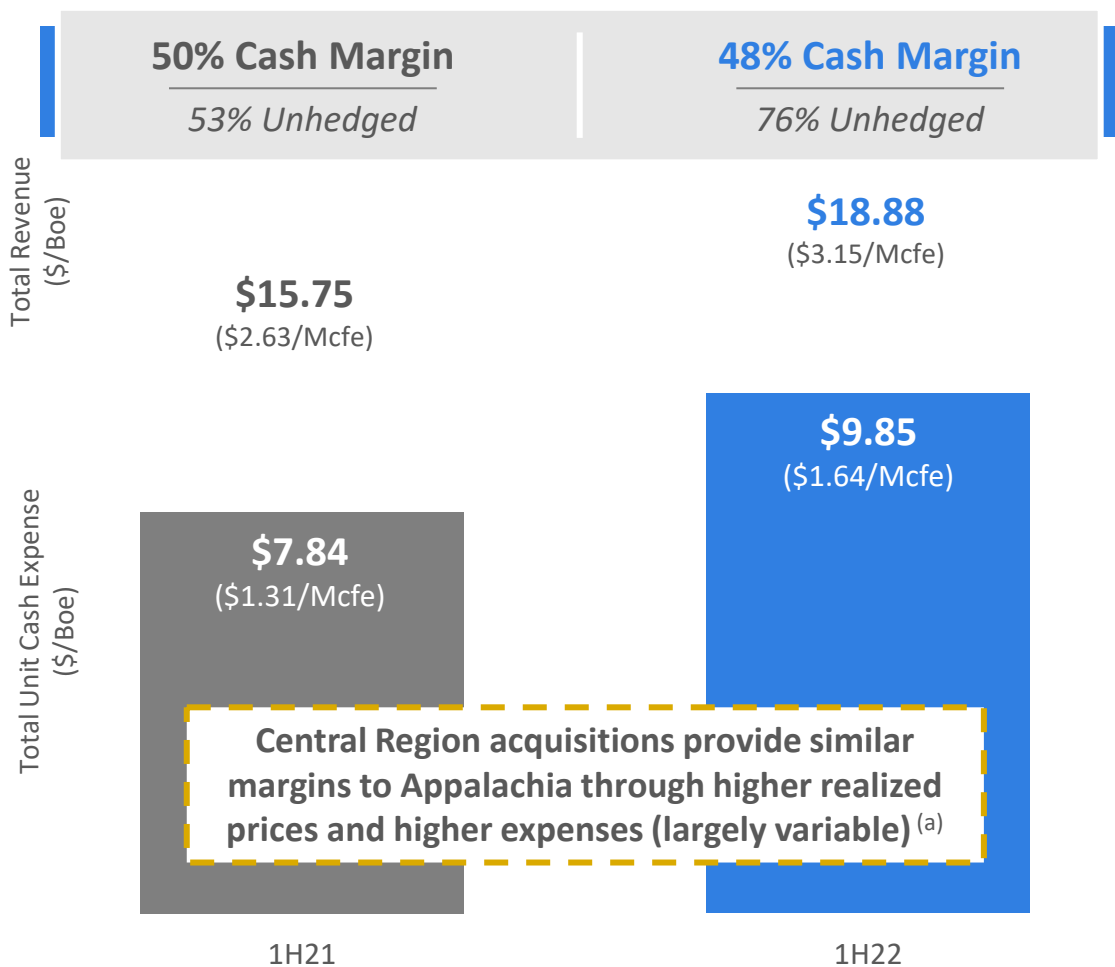 50% Cash Margin
53% Unhedged
48% Cash Margin
76% Unhedged
Total Revenue
($/Boe)
$15.75
($2.63/Mcfe)
$18.88
($3.15/Mcfe)
Total Unit Cash Expense
($/Boe)
$7.84
($1.31/Mcfe)
$9.85
($1.64/Mcfe)
Central Region acquisitions provide similar
margins to Appalachia through higher realized
prices and higher expenses (largely variable) (a)
1H21
1H22